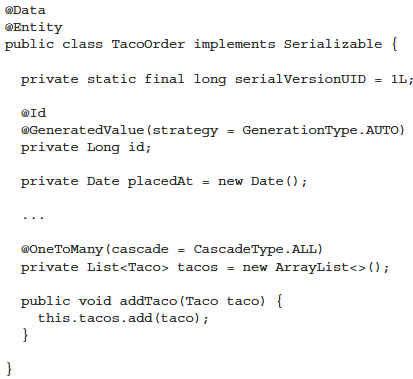 @Data
@Entity
public class TacoOrder implements Serializable {
private static final long serialVersionUID = 1L;
@Id
@GeneratedValue(strategy = GenerationType.AUTO)
private Long id;
private Date placedAt = new Date();
...
@OneToMany(cascade = CascadeType.ALL)
private List<Taco> tacos = new ArrayList<>();
public void addTaco(Taco taco) {
this.tacos.add(taco);
}
}